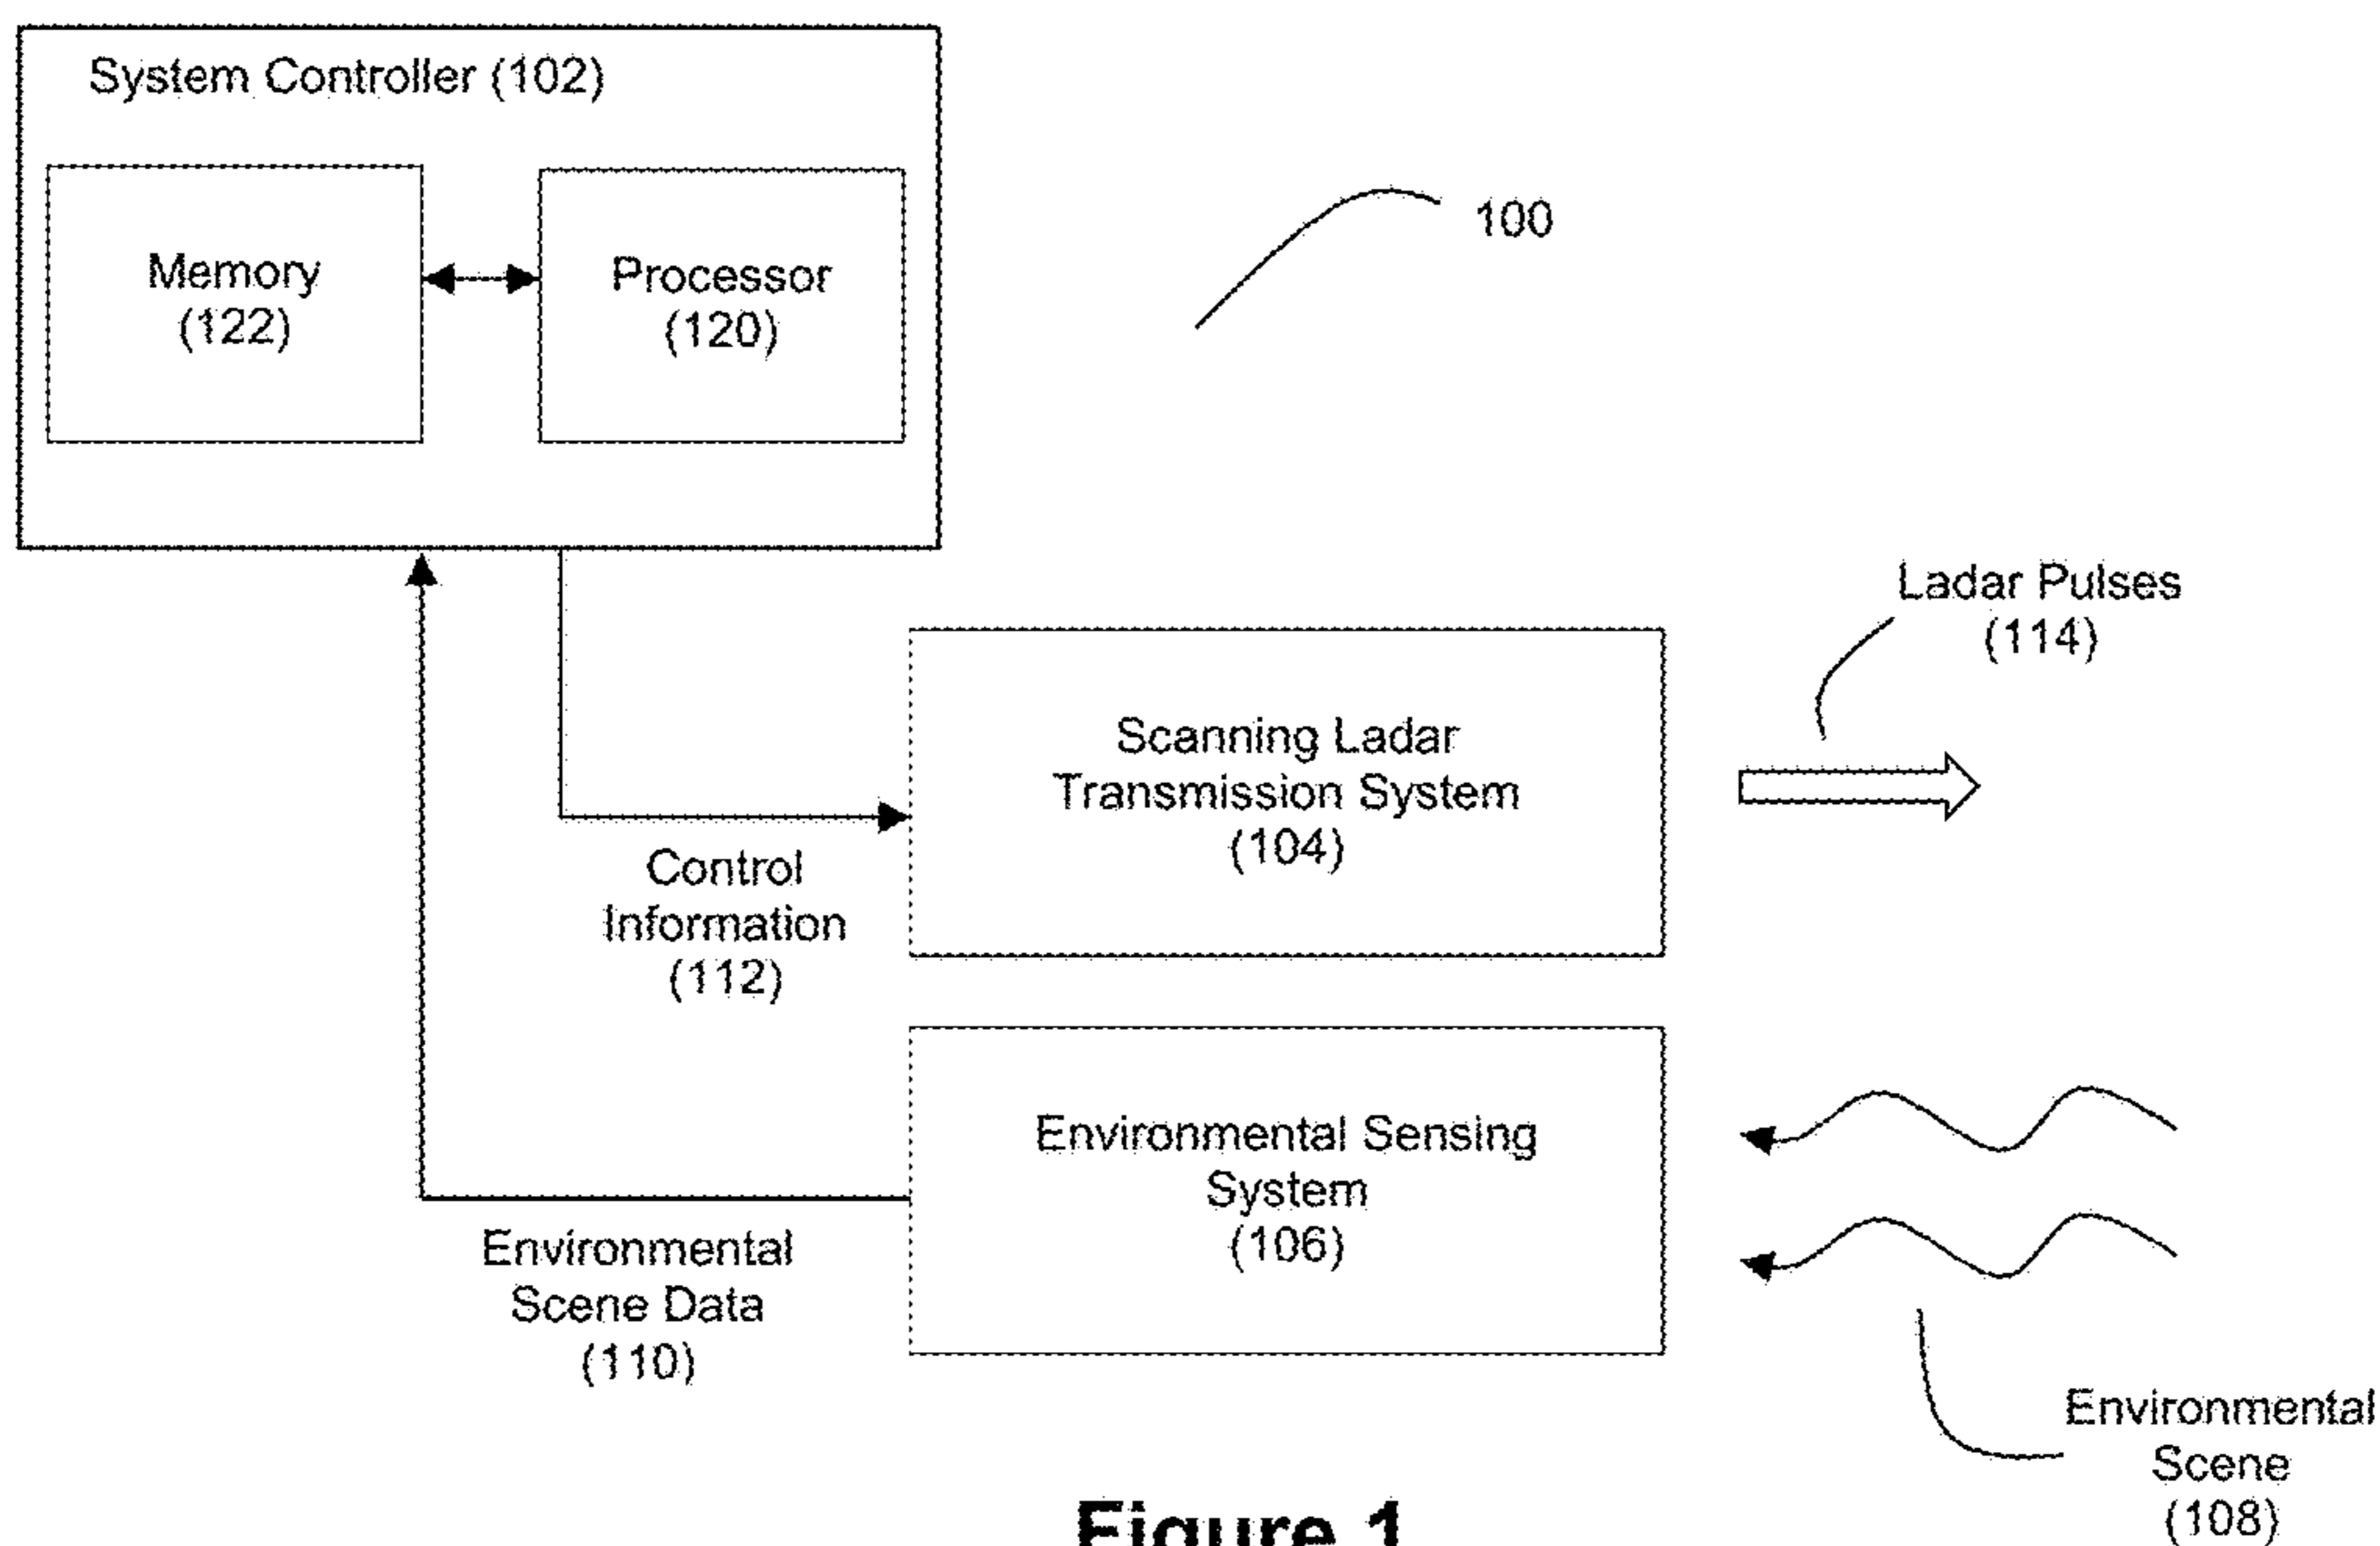 System Controller (102)
Memory
(122)
Processor
(120)
100
Ladar Pulses
(114)
Scanning Ladar
Transmission System
(104)
Control
Information
(112)
Environmental Sensing
System
(106)
Environmental
Scene Data
(110)
Environmental
Scene
(108)
Figure 1